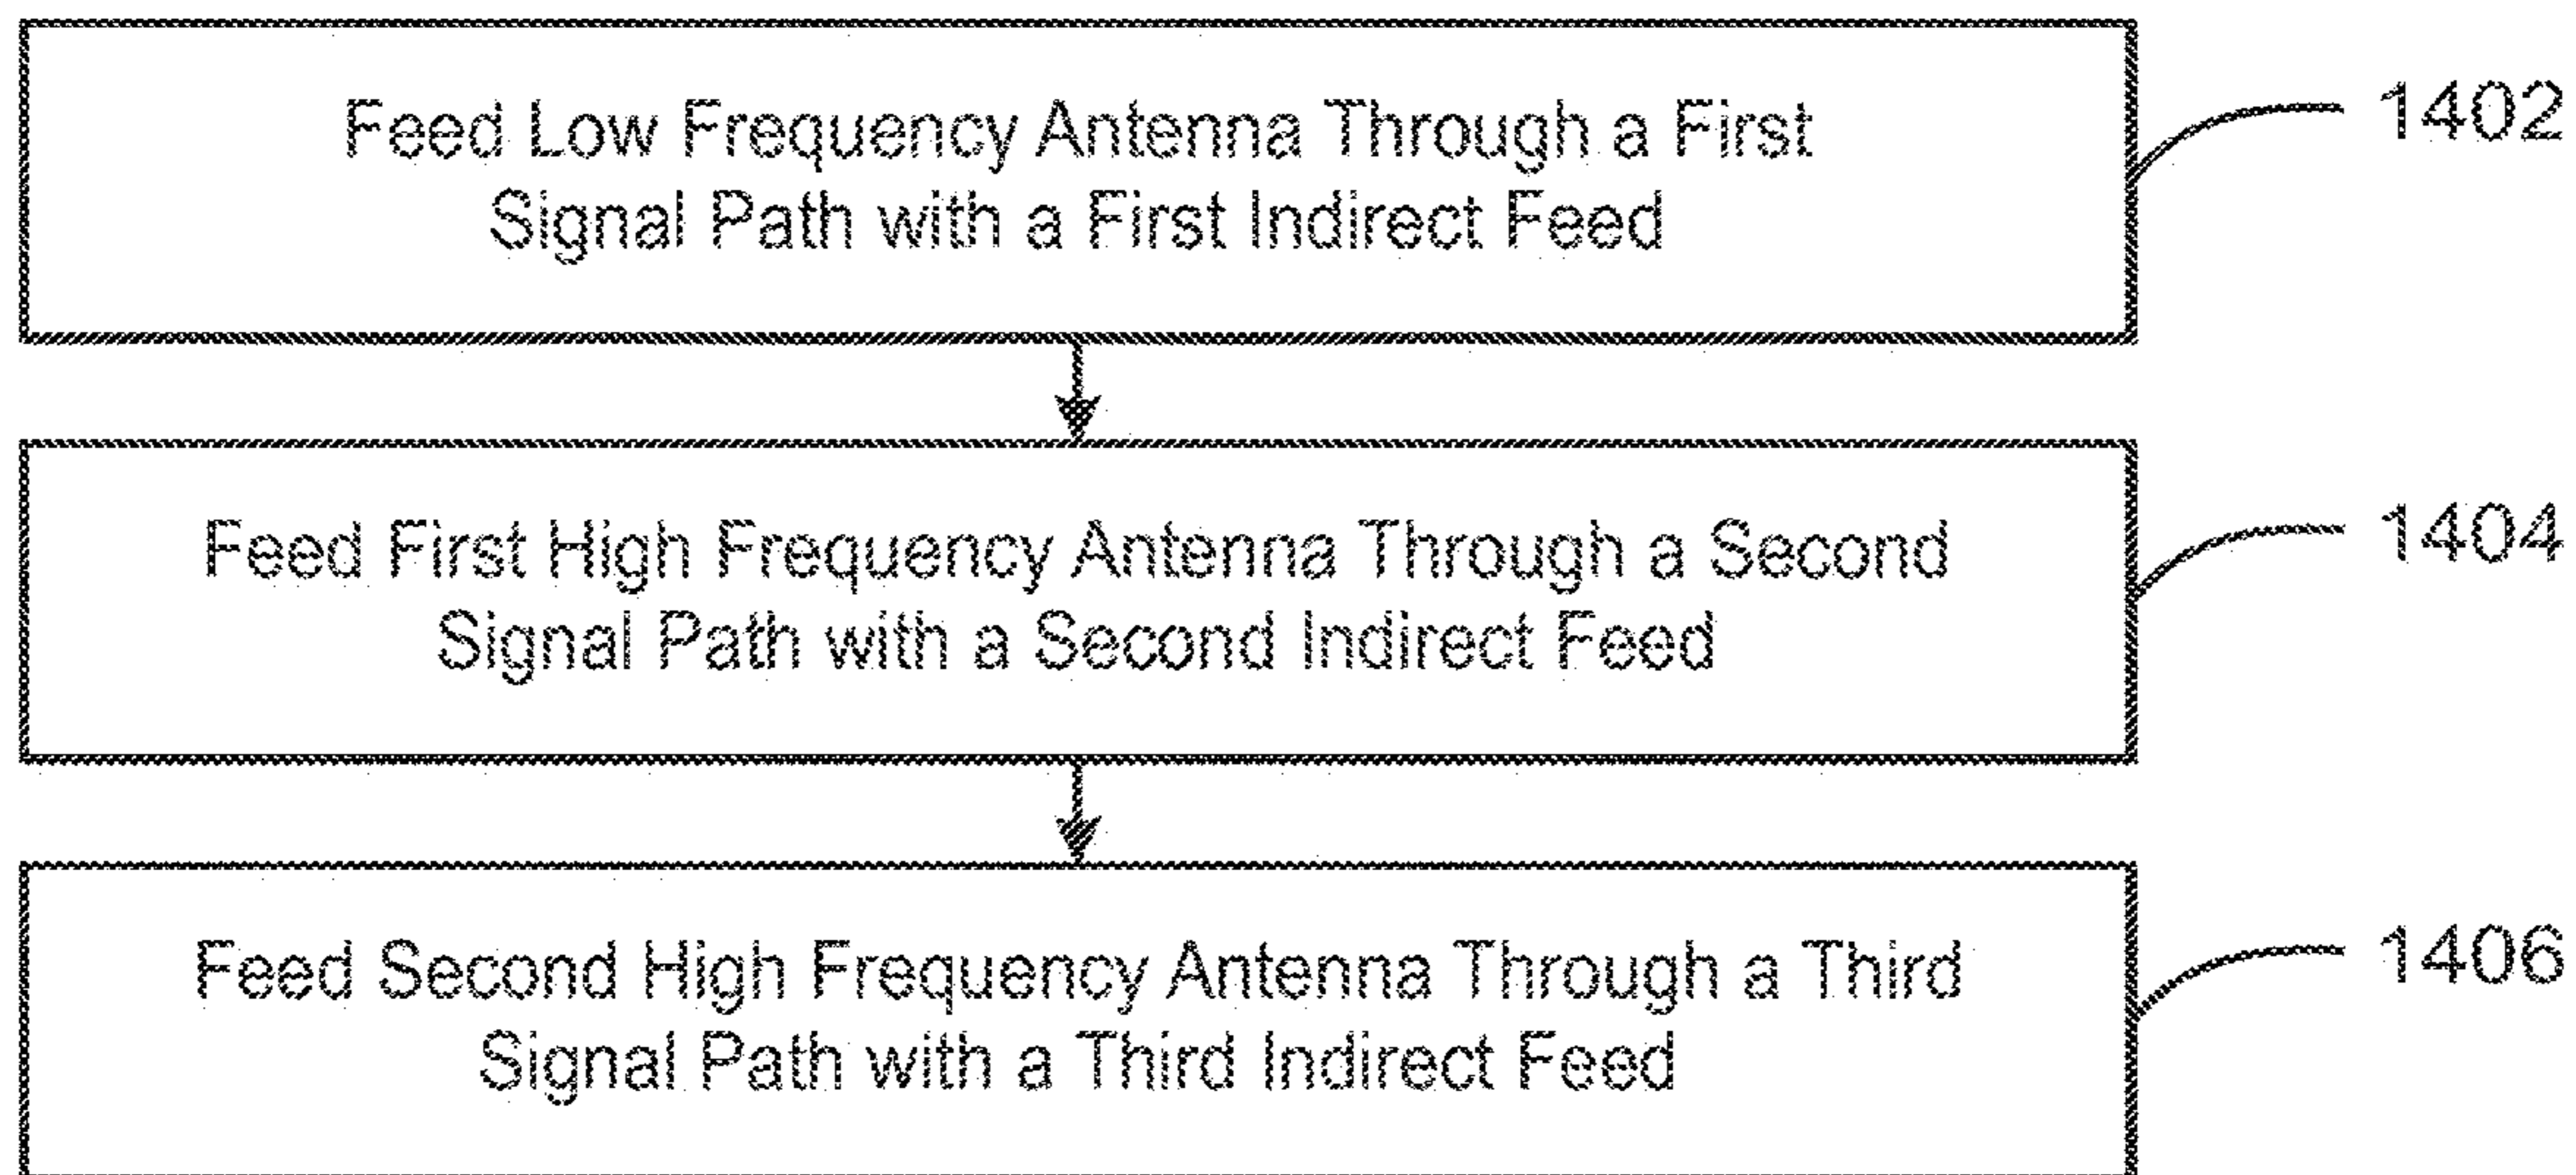 Feed Low Frequency Antenna Through a First
Signal Path with a First Indirect Feed
1402
Feed First High Frequency Antenna Through a Second
Signal Path with a Second Indirect Feed
1404
Feed Second High Frequency Antenna Through a Third
Signal Path with a Third Indirect Feed
1406